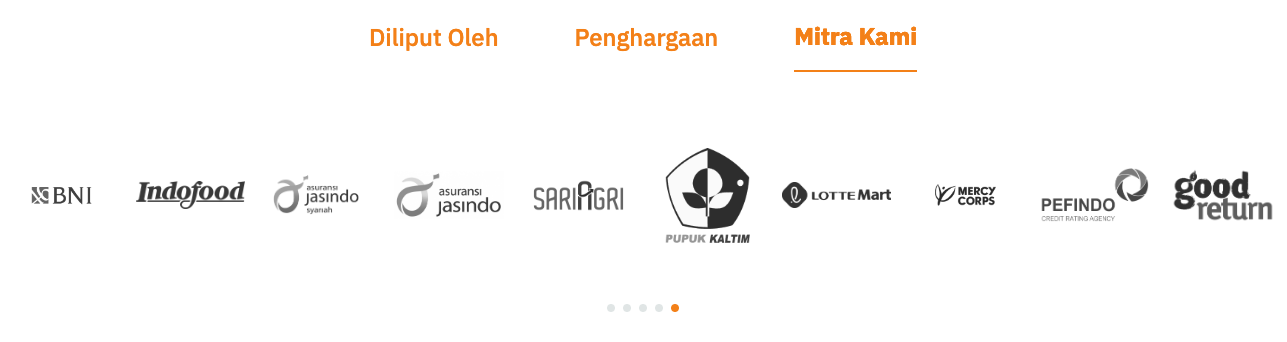 Diliput Oleh
Penghargaan
Mitra Kami
BNI
Indofood
asuransi
jasindo
syariah
asuransi
jasindo
SARIAGRI
PUPUK KALTIM
LOTTE Mart
MERCY
CORPS
PEFINDO
CREDIT RATING AGENCY
good
return